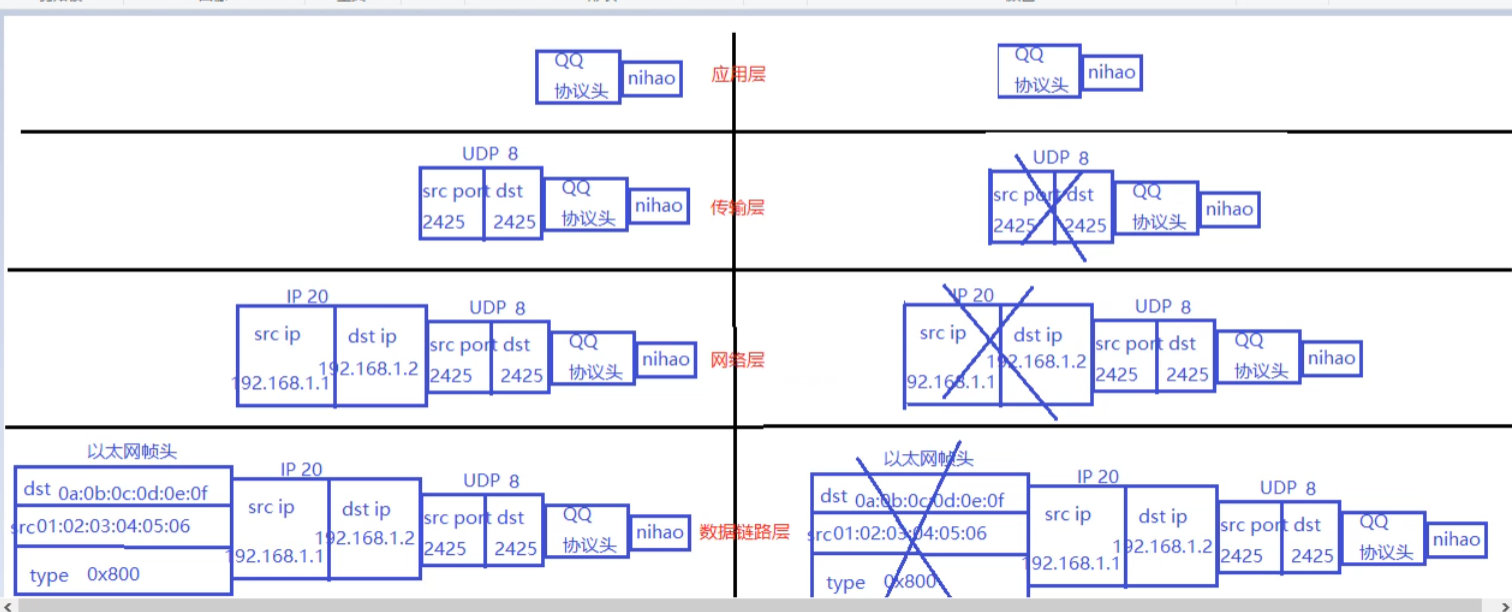 QQ
协议头
nihao
应用层
QQ
协议头
nihao
UDP 8
src port dst
2425 2425
QQ
协议头
nihao
传输层
UDP 8
src port dst
2425 2425
QQ
协议头
nihao
IP 20
src ip dst ip
192.168.1.1 192.168.1.2
UDP 8
src port dst
2425 2425
QQ
协议头
nihao
网络层
IP 20
src ip dst ip
92.168.1.1 192.168.1.2
UDP 8
src port dst
2425 2425
QQ
协议头
nihao
以太网帧头
dst 0a:0b:0c:0d:0e:0f
src 01:02:03:04:05:06
type 0x800
IP 20
src ip dst ip
192.168.1.1 192.168.1.2
UDP 8
src port dst
2425 2425
QQ
协议头
nihao
数据链路层
以太网帧头
dst 0a:0b:0c:0d:0e:0f
src 01:02:03:04:05:06
type 0x800
IP 20
src ip dst ip
192.168.1.1 192.168.1.2
UDP 8
src port dst
2425 2425
QQ
协议头
nihao